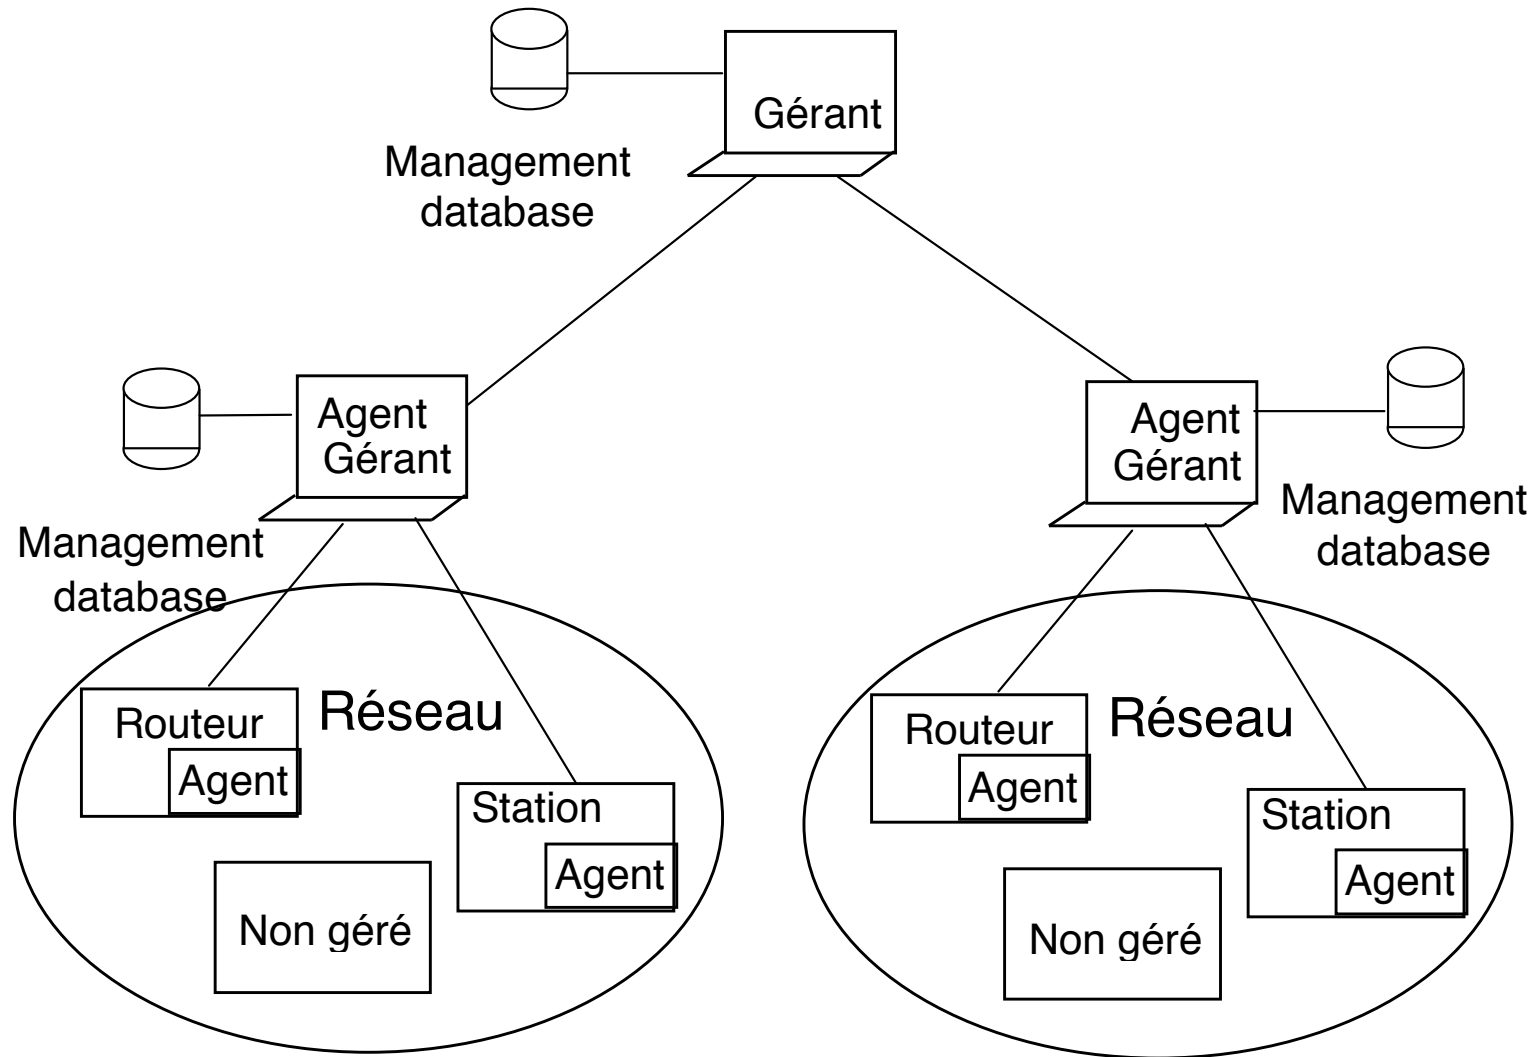 Gérant
Management
database
Agent
Gérant
Management
database
Agent
Gérant
Management
database
Réseau
Routeur
Agent
Station
Agent
Non géré
Réseau
Routeur
Agent
Station
Agent
Non géré